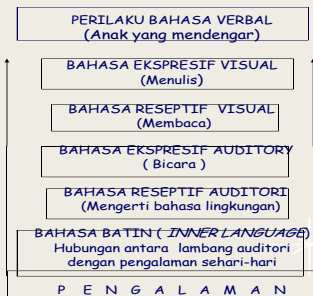 PERILAKU BAHASA VERBAL
(Anak yang mendengar)
BAHASA EKSPRESIF VISUAL
(Menulis)
BAHASA RESEPTIF VISUAL
(Membaca)
BAHASA EKSPRESIF AUDITORY
( Bicara )
BAHASA RESEPTIF AUDITORI
(Mengerti bahasa lingkungan)
BAHASA BATIN ( INNER LANGUAGE)
Hubungan antara lambang auditori
dengan pengalaman sehari-hari
P E N G A L A M A N